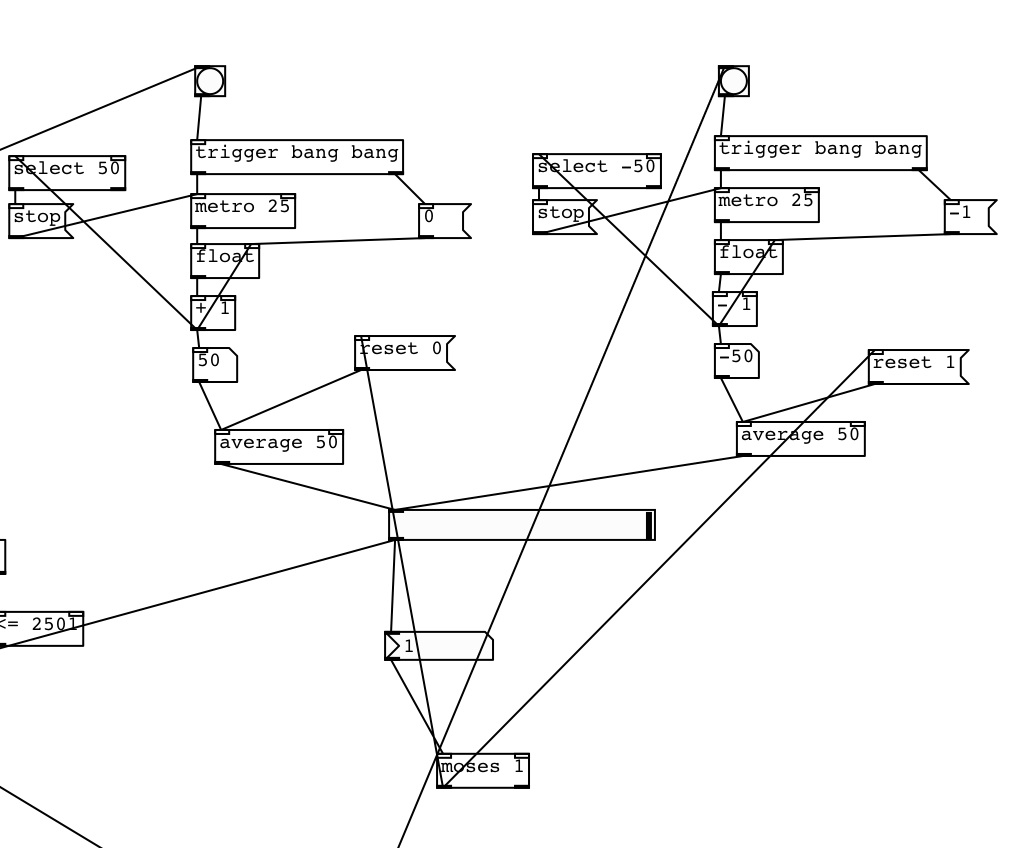 trigger bang bang
trigger bang bang
select 50
select -50
metro 25
metro 25
stop
0
stop
-1
float
float
+ 1
- 1
50
reset 0
-50
reset 1
average 50
average 50
<= 2501
1
moses 1